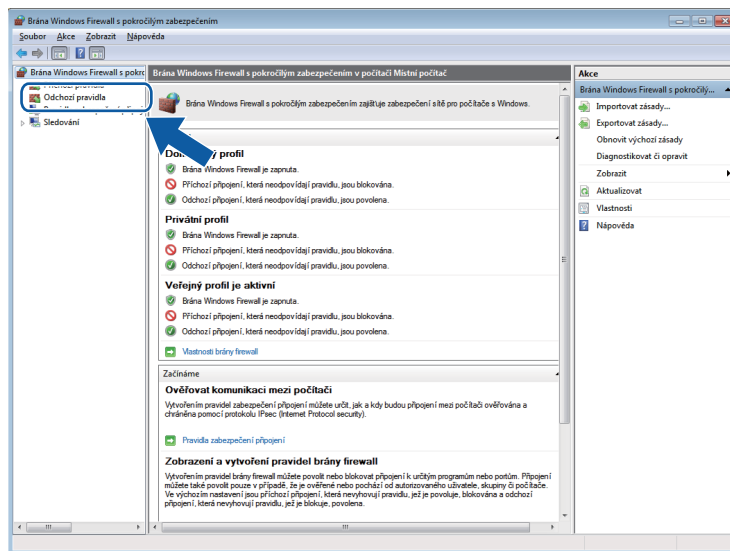 Brána Windows Firewall s pokročilým zabezpečením
Soubor Akce Zobrazit Nápověda
Brána Windows Firewall s pokrč
Odchozí pravidla
Sledování
Brána Windows Firewall s pokročilým zabezpečením v počítači Místní počítač
Brána Windows Firewall s pokročilým zabezpečením zajišťuje zabezpečení sítě pro počítače s Windows.
profil
Brána Windows Firewall je zapnuta.
Příchozí připojení, která neodpovídají pravidlu, jsou blokována.
Odchozí připojení, která neodpovídají pravidlu, jsou povolena.
Privátní profil
Brána Windows Firewall je zapnuta.
Příchozí připojení, která neodpovídají pravidlu, jsou blokována.
Odchozí připojení, která neodpovídají pravidlu, jsou povolena.
Veřejný profil je aktivní
Brána Windows Firewall je zapnuta.
Příchozí připojení, která neodpovídají pravidlu, jsou blokována.
Odchozí připojení, která neodpovídají pravidlu, jsou povolena.
Vlastnosti brány firewall
Začínáme
Ověřovat komunikaci mezi počítači
Vytvořením pravidel zabezpečení připojení můžete určit, jak a kdy budou připojení mezi počítači ověřována a
chráněna pomocí protokolu IPsec (Internet Protocol security).
Pravidla zabezpečení připojení
Zobrazení a vytvoření pravidel brány firewall
Vytvořením pravidel brány firewall můžete povolit nebo blokovat připojení k určitým programům nebo portům. Připojení
můžete také povolit pouze v případě, že je ověřené nebo pochází od autorizovaného uživatele, skupiny či počítače.
Ve výchozím nastavení jsou příchozí připojení, která nevyhovují pravidlu, jež je povoluje, blokována a odchozí
připojení, která nevyhovují pravidlu, jež je blokuje, povolena.
Akce
Brána Windows Firewall s pokročilý...
Importovat zásady...
Exportovat zásady...
Obnovit výchozí zásady
Diagnostikovat či opravit
Zobrazit
Aktualizovat
Vlastnosti
Nápověda